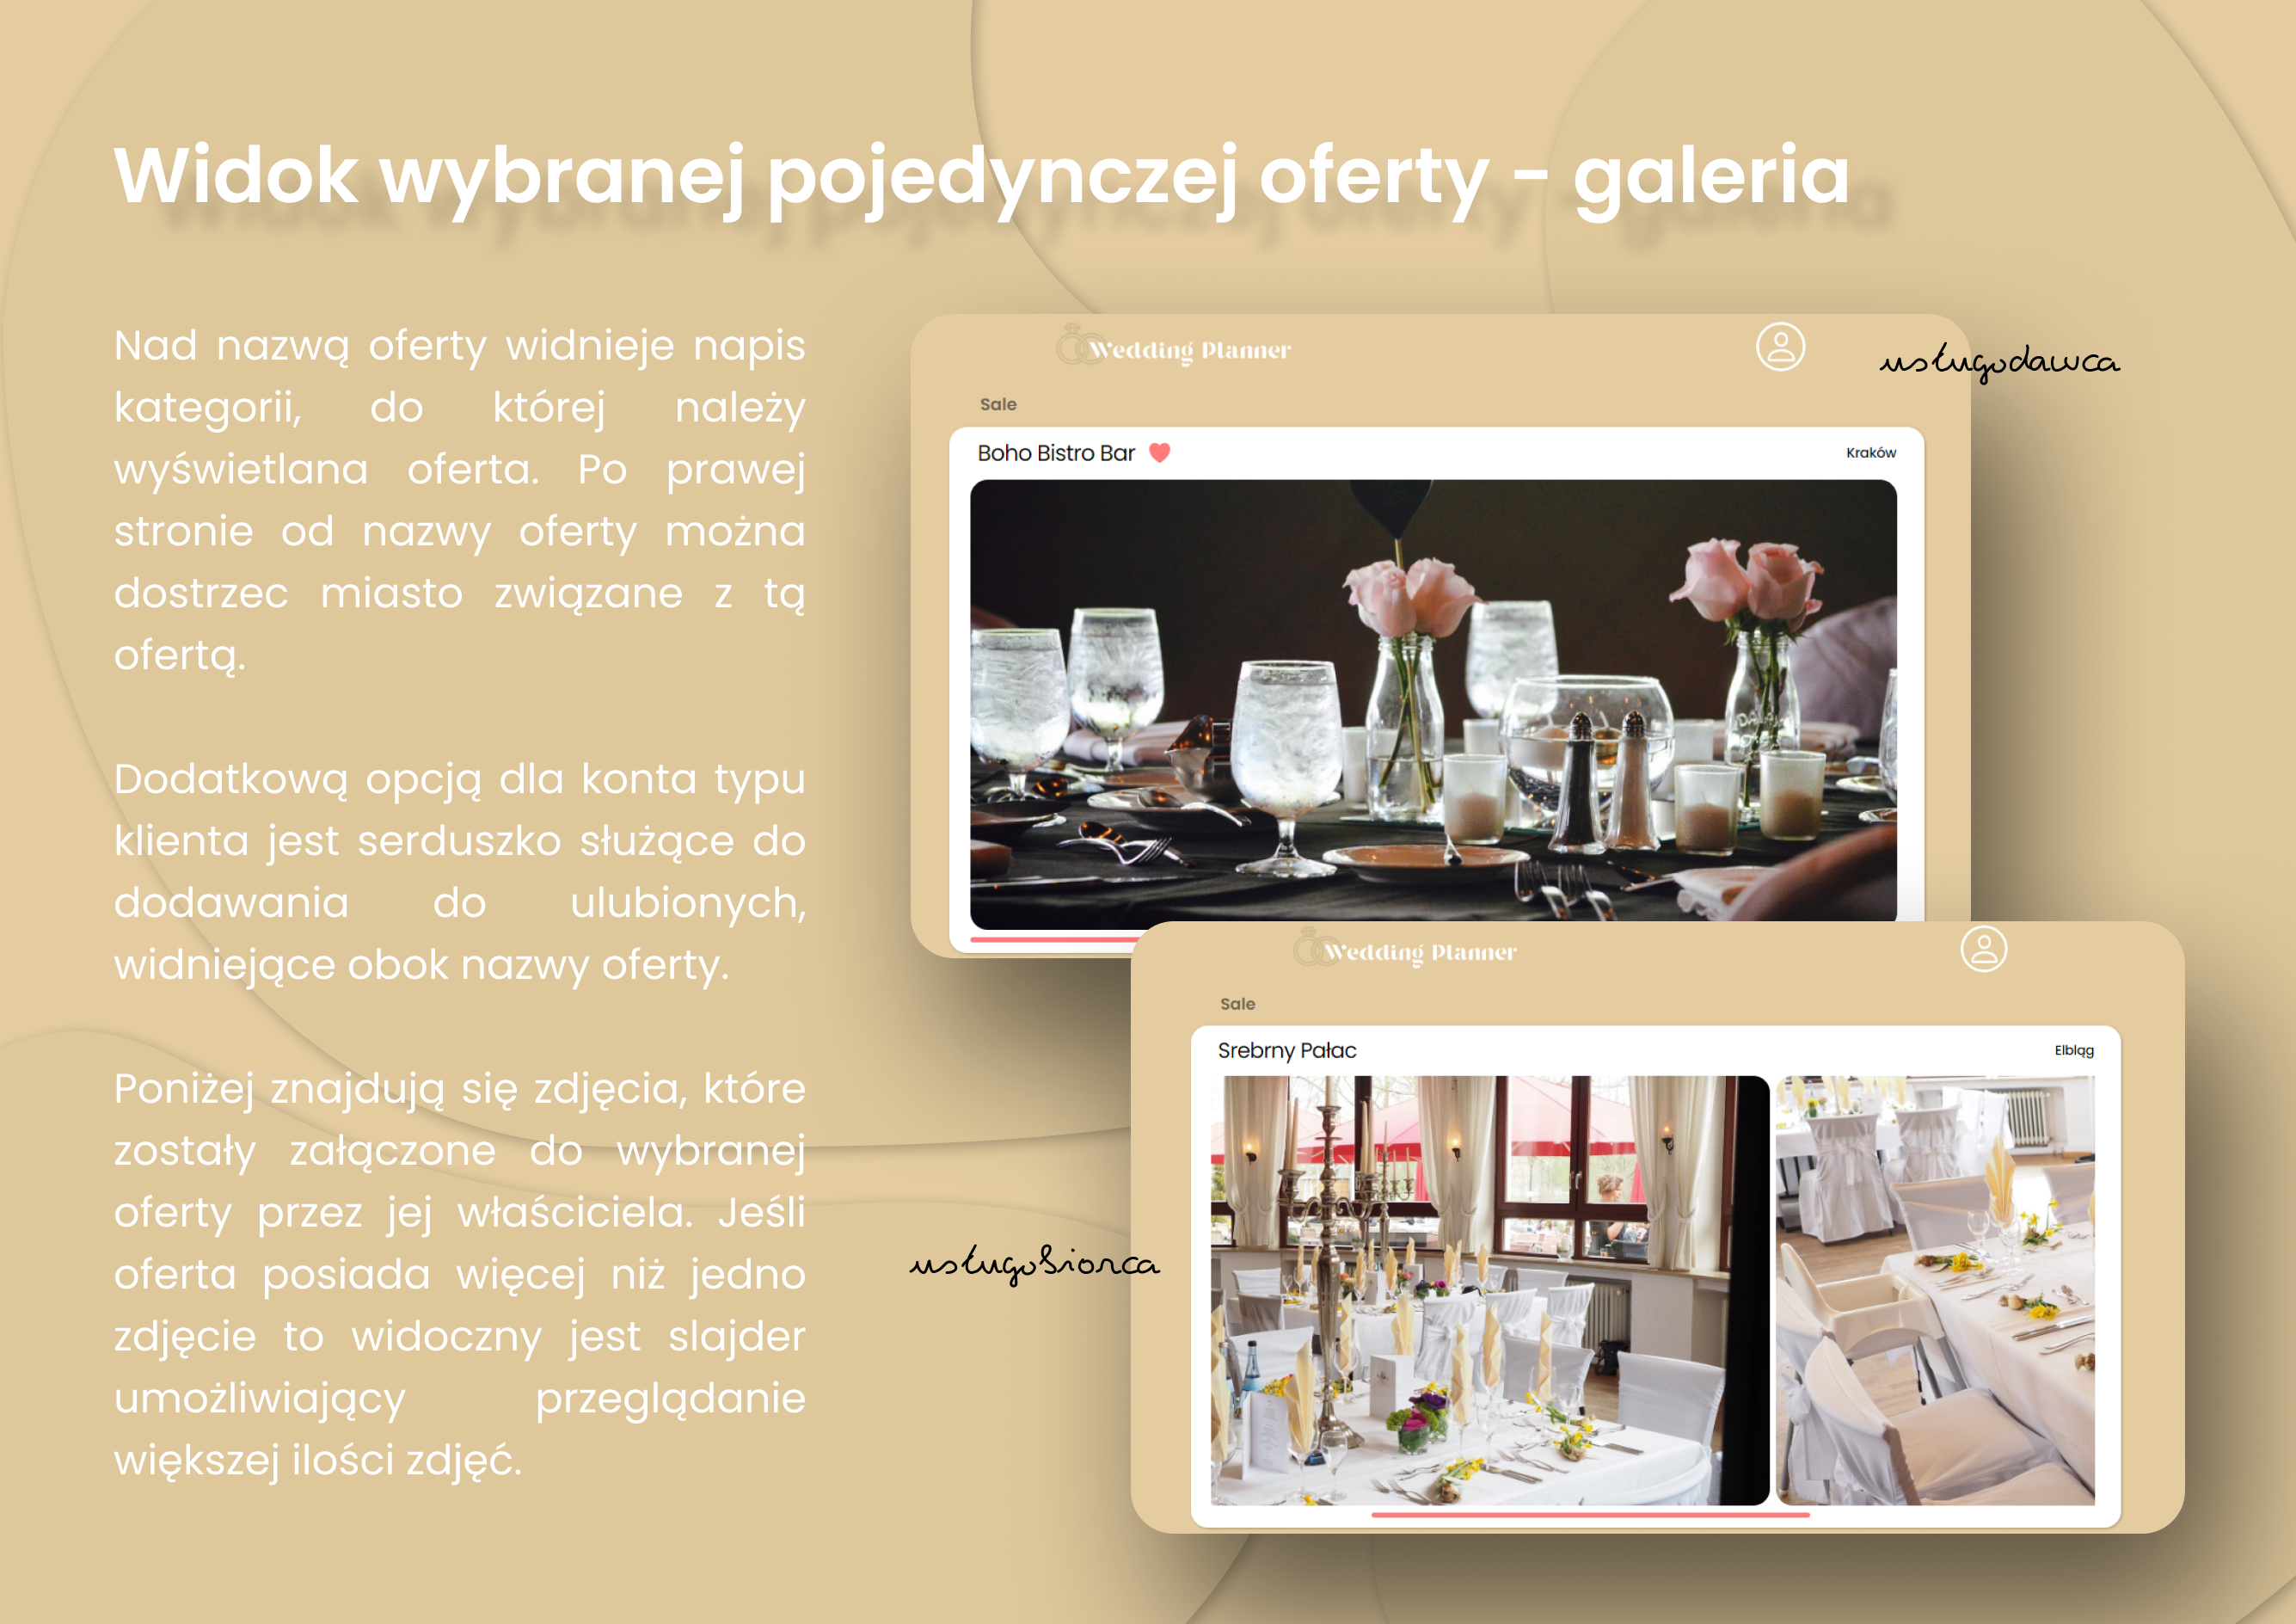 Widok wybranej pojedynczej oferty - galeria
Nad nazwą oferty widnieje napis
kategorii, do której należy
wyświetlana oferta. Po prawej
stronie od nazwy oferty można
dostrzec miasto związane z tą
ofertą.
Dodatkową opcją dla konta typu
klienta jest serduszko służące do
dodawania do ulubionych,
widniejące obok nazwy oferty.
Poniżej znajdują się zdjęcia, które
zostały załączone do wybranej
oferty przez jej właściciela. Jeśli
oferta posiada więcej niż jedno
zdjęcie to widoczny jest slajder
umożliwiający przeglądanie
większej ilości zdjęć.
Wedding Planner
usługodawca
Sale
Boho Bistro Bar
Kraków
Wedding Planner
Sale
Srebrny Pałac
Elbląg
usługobiorca